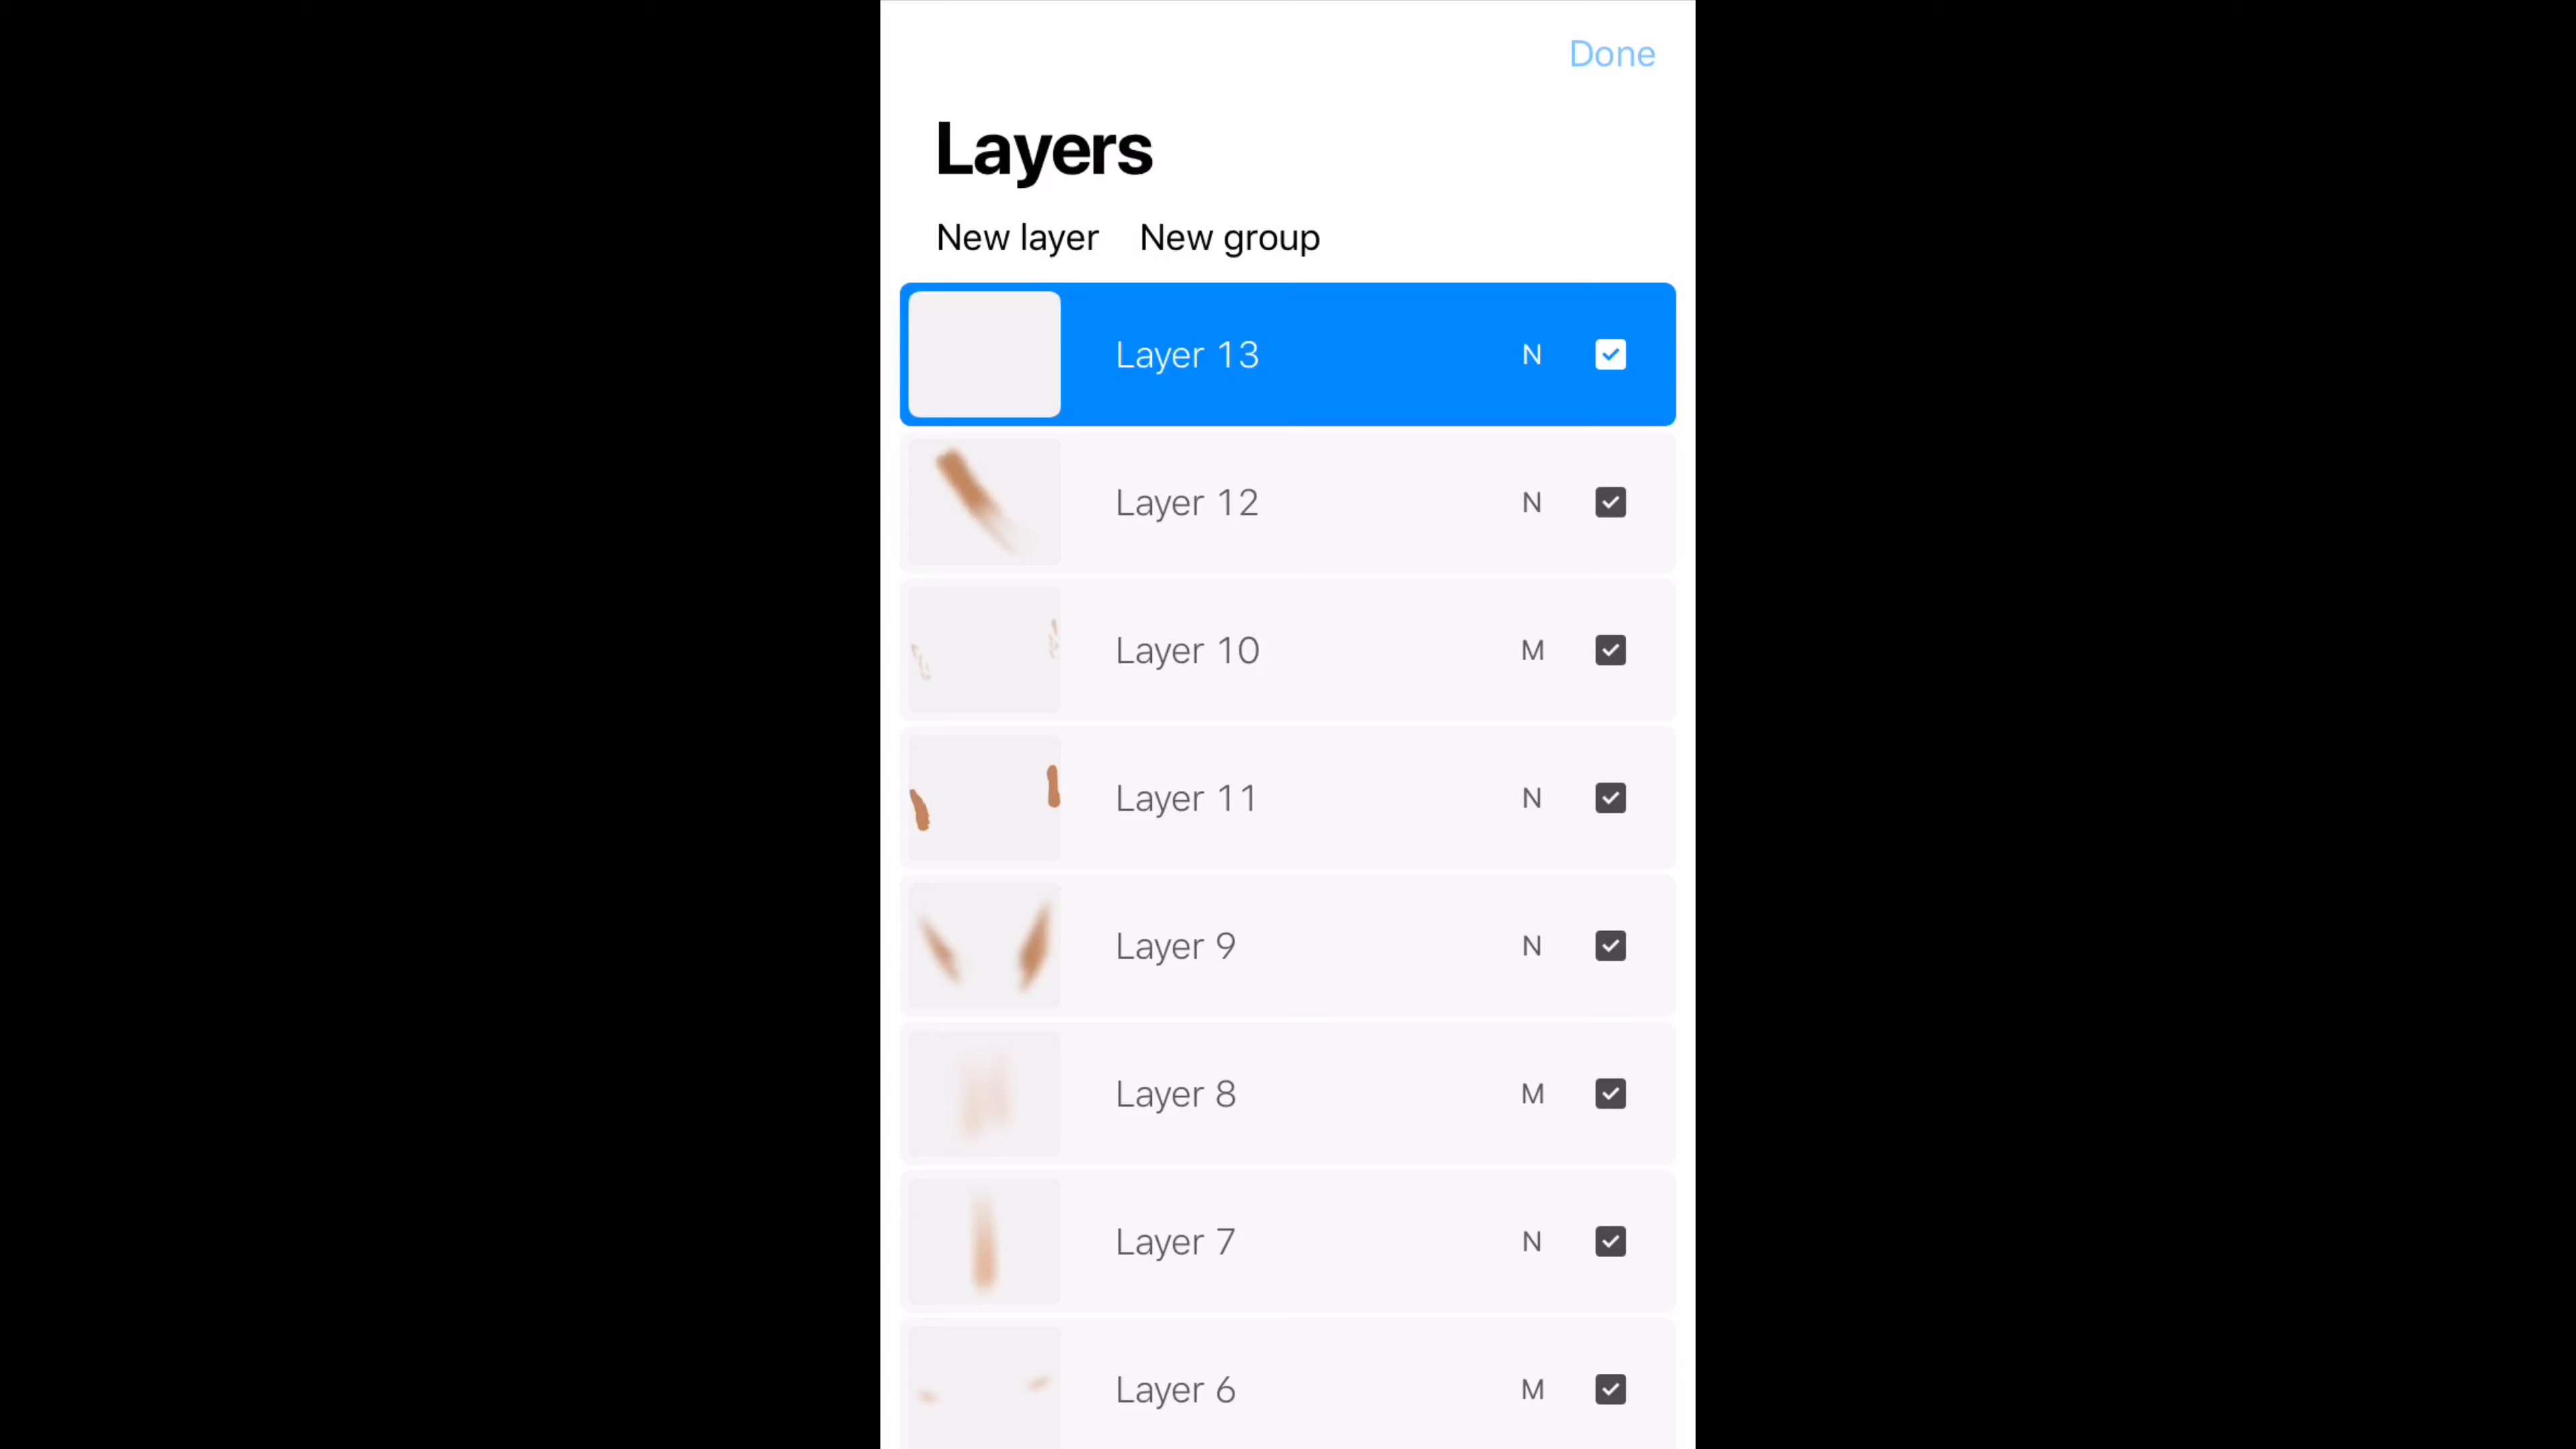 Done
Layers
New layer New group
Layer 13 N
Layer 12 N
Layer 10 M
Layer 11 N
Layer 9 N
Layer 8 M
Layer 7 N
Layer 6 M